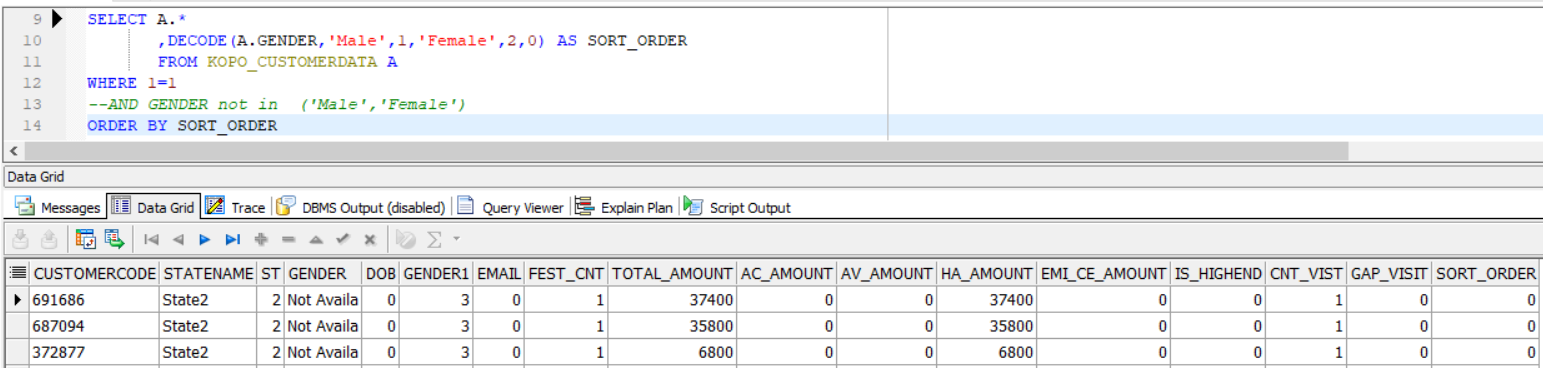 9 SELECT A.*
10 ,DECODE(A.GENDER,'Male',1,'Female',2,0) AS SORT_ORDER
11 FROM KOPO_CUSTOMERDATA A
12 WHERE 1=1
13 --AND GENDER not in ('Male','Female')
14 ORDER BY SORT_ORDER
Data Grid
Messages Data Grid Trace DBMS Output (disabled) Query Viewer Explain Plan Script Output
CUSTOMERCODE STATENAME ST GENDER DOB GENDER1 EMAIL FEST_CNT TOTAL_AMOUNT AC_AMOUNT AV_AMOUNT HA_AMOUNT EMI_CE_AMOUNT IS_HIGHEND CNT_VIST GAP_VISIT SORT_ORDER
691686 State2 2 Not Availa 0 3 0 1 37400 0 0 37400 0 0 1 0 0
687094 State2 2 Not Availa 0 3 0 1 35800 0 0 35800 0 0 1 0 0
372877 State2 2 Not Availa 0 3 0 1 6800 0 0 6800 0 0 1 0 0